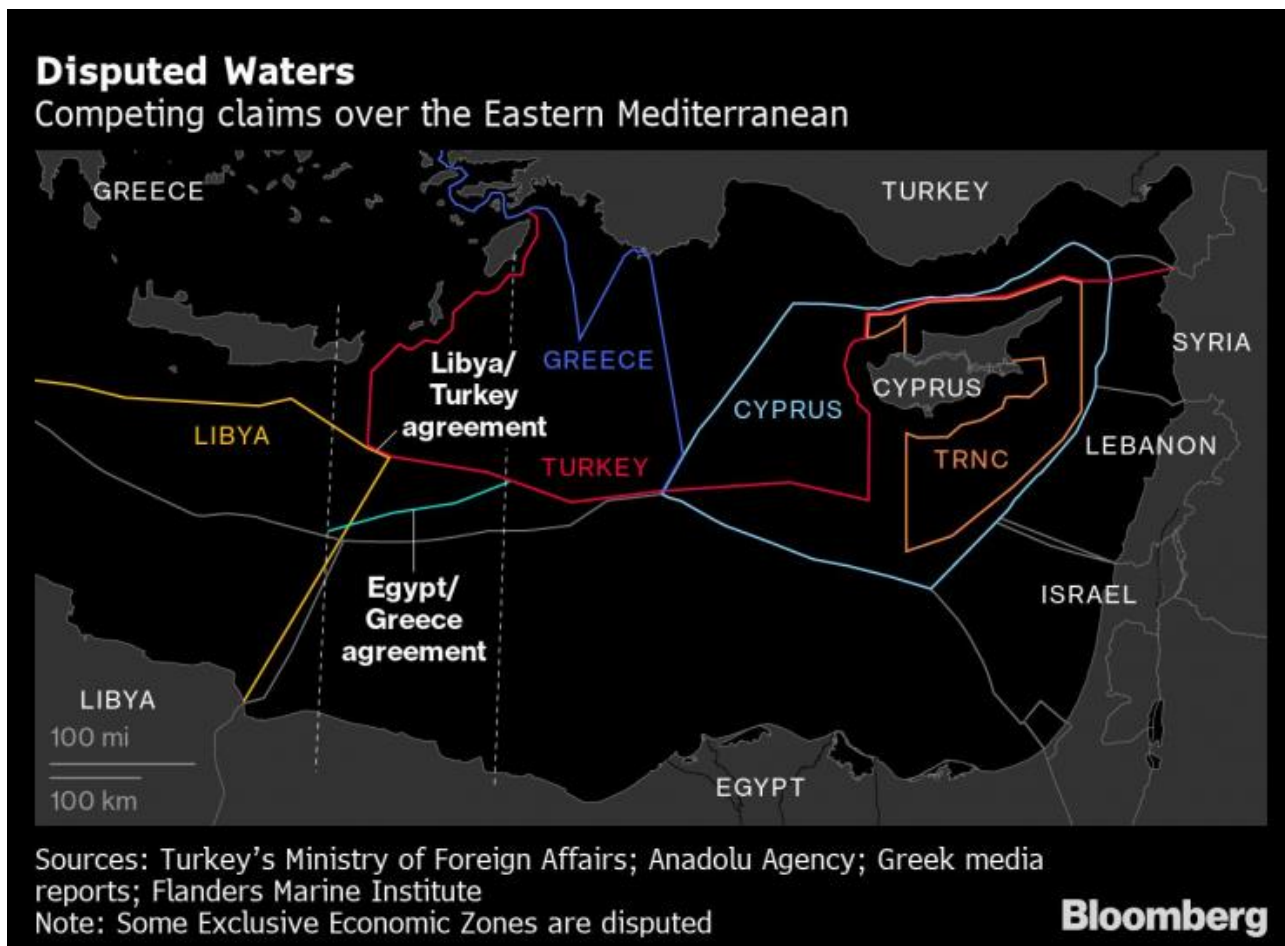 Disputed Waters
Competing claims over the Eastern Mediterranean
GREECE
TURKEY
SYRIA
Libya/
Turkey
agreement
GREECE
CYPRUS
CYPRUS
LIBYA
TURKEY
TRNC
LEBANON
Egypt/
Greece
agreement
ISRAEL
LIBYA
100 mi
100 km
EGYPT
Sources: Turkey's Ministry of Foreign Affairs; Anadolu Agency; Greek media
reports; Flanders Marine Institute
Note: Some Exclusive Economic Zones are disputed
Bloomberg